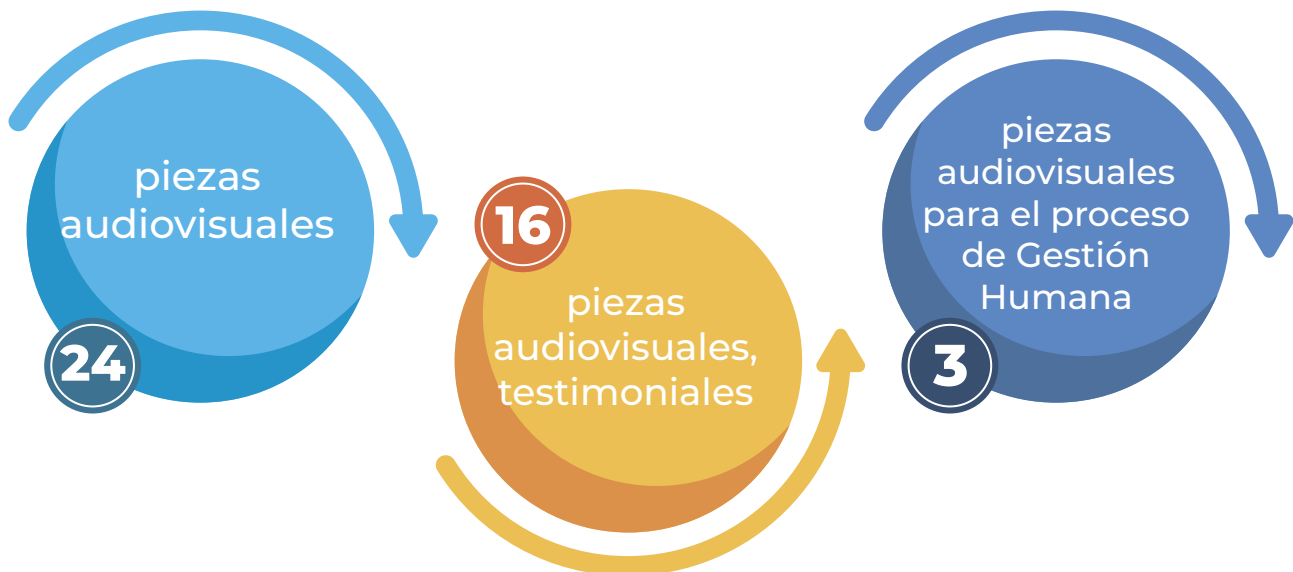 piezas
audiovisuales
24
16
piezas
audiovisuales,
testimoniales
piezas
audiovisuales
para el proceso
de Gestión
Humana
3